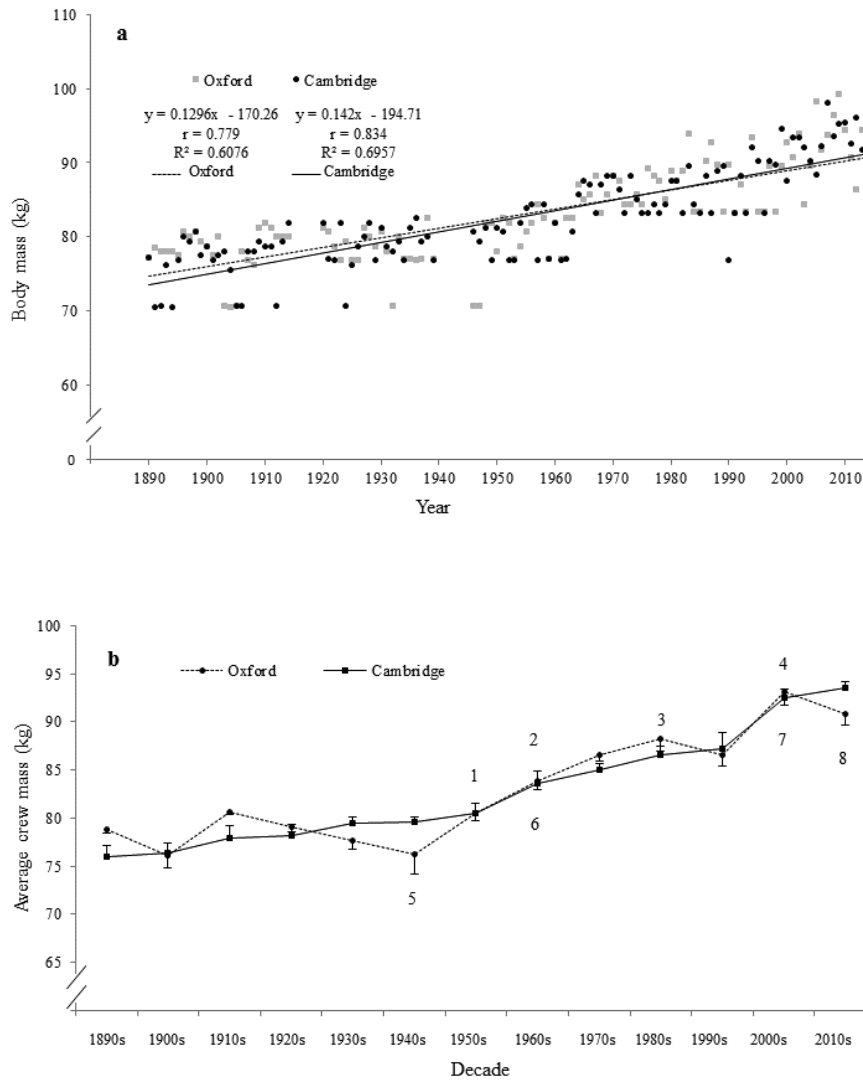 a
110
100
90
80
70
60
0
Body mass (kg)
Oxford Cambridge
y = 0.1296x - 170.26 y = 0.142x - 194.71
r = 0.779 r = 0.834
R² = 0.6076 R² = 0.6957
Oxford Cambridge
1890 1900 1910 1920 1930 1940 1950 1960 1970 1980 1990 2000 2010
Year
b
100
95
90
85
80
75
70
65
Average crew mass (kg)
Oxford Cambridge
1 2 3 4
5 6 7 8
1890s 1900s 1910s 1920s 1930s 1940s 1950s 1960s 1970s 1980s 1990s 2000s 2010s
Decade